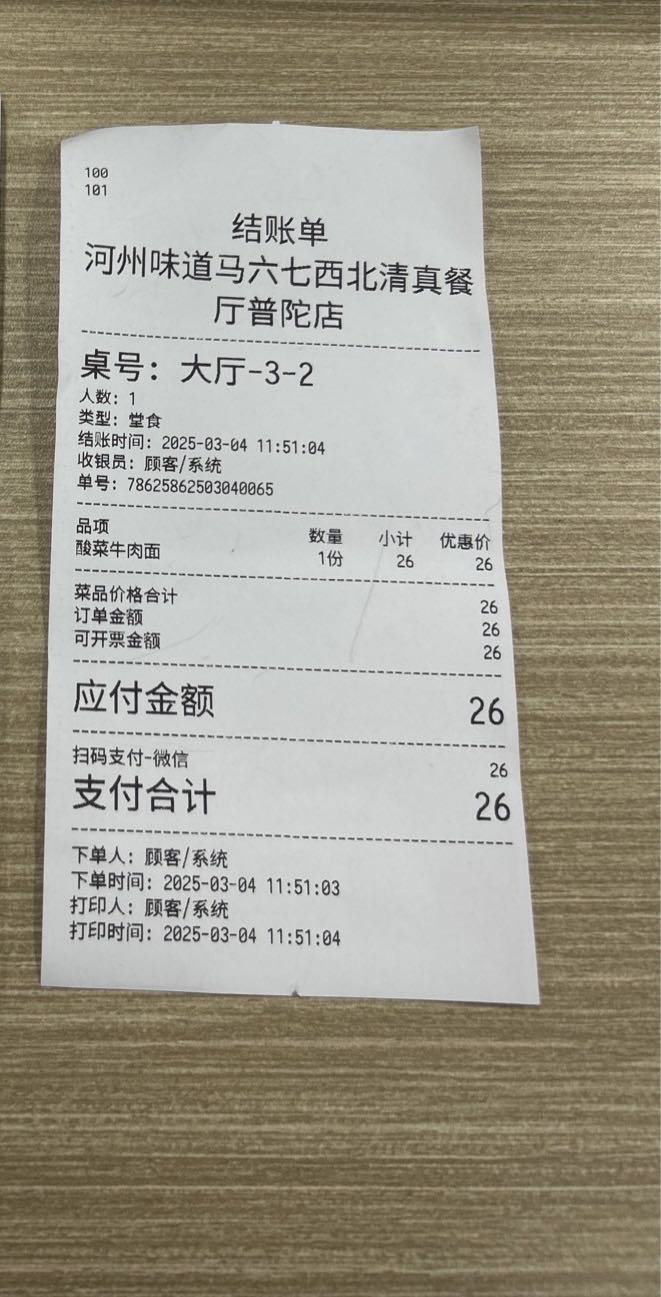 100
101
结账单
河州味道马六七西北清真餐
厅普陀店
桌号：大厅-3-2
人数：1
类型：堂食
结账时间：2025-03-04 11:51:04
收银员：顾客/系统
单号：78625862503040065
品项 数量 小计 优惠价
酸菜牛肉面 1份 26 26
菜品价格合计 26
订单金额 26
可开票金额 26
应付金额 26
扫码支付-微信 26
支付合计 26
下单人：顾客/系统
下单时间：2025-03-04 11:51:03
打印人：顾客/系统
打印时间：2025-03-04 11:51:04